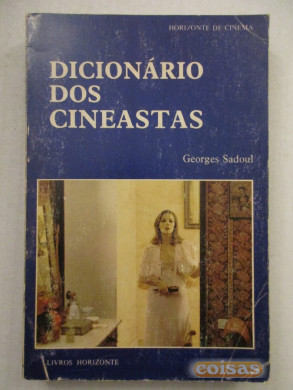 HORIZONTE DE CINEMA
DICIONÁRIO
DOS
CINEASTAS
Georges Sadoul
LIVROS HORIZONTE
coisas